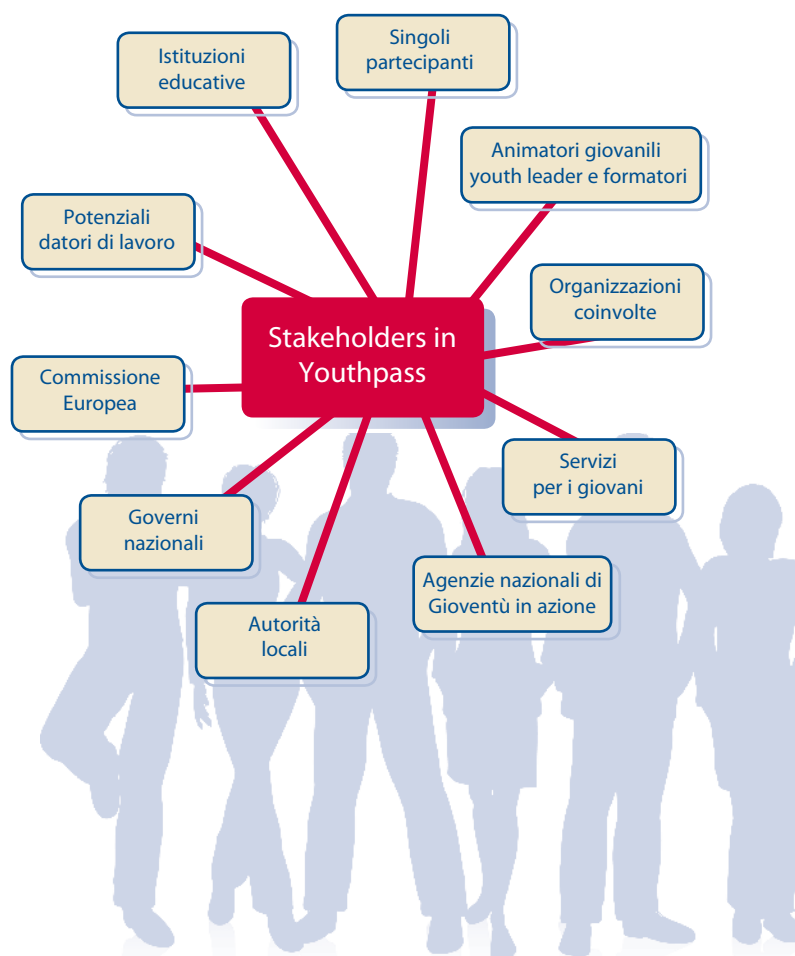 Istituzioni
educative
Singoli
partecipanti
Animatori giovanili
youth leader e formatori
Potenziali
datori di lavoro
Organizzazioni
coinvolte
Stakeholders in
Youthpass
Commissione
Europea
Servizi
per i giovani
Governi
nazionali
Agenzie nazionali di
Gioventù in azione
Autorità
locali